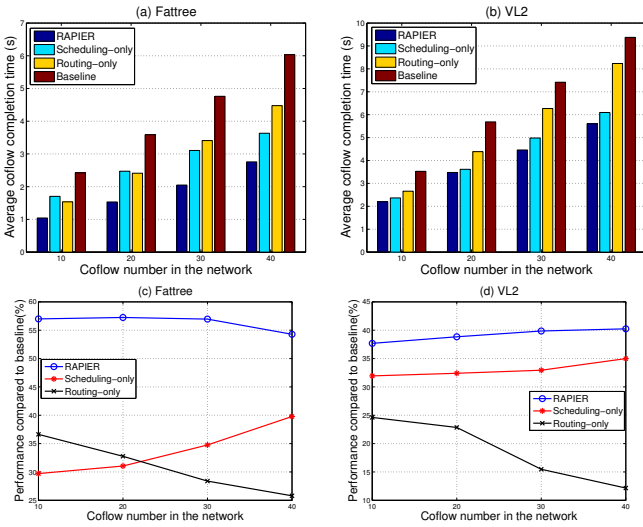 (a) Fattree
Average coflow completion time (s)
7
6
5
4
3
2
1
0
RAPIER
Scheduling−only
Routing−only
Baseline
10 20 30 40
Coflow number in the network
(b) VL2
Average coflow completion time (s)
10
9
8
7
6
5
4
3
2
1
0
RAPIER
Scheduling−only
Routing−only
Baseline
10 20 30 40
Coflow number in the network
(c) Fattree
Performance compared to baseline(%)
60
55
50
45
40
35
30
25
RAPIER
Scheduling−only
Routing−only
10 20 30 40
Coflow number in the network
(d) VL2
Performance compared to baseline(%)
45
40
35
30
25
20
15
10
RAPIER
Scheduling−only
Routing−only
10 20 30 40
Coflow number in the network